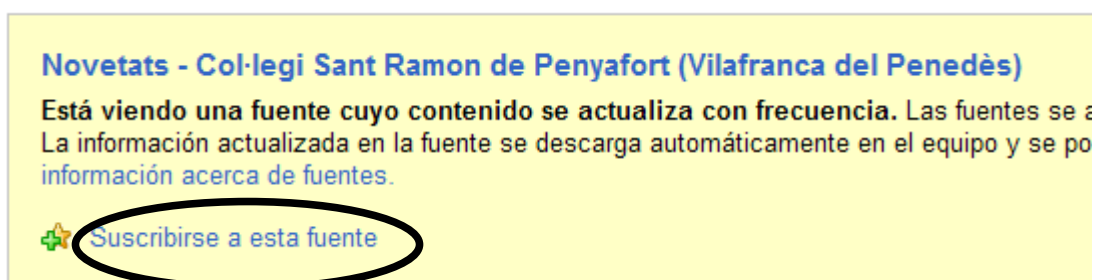 Novetats - Col·legi Sant Ramon de Penyafort (Vilafranca del Penedès)
Está viendo una fuente cuyo contenido se actualiza con frecuencia. Las fuentes se a
La información actualizada en la fuente se descarga automáticamente en el equipo y se po
información acerca de fuentes.
Suscribirse a esta fuente